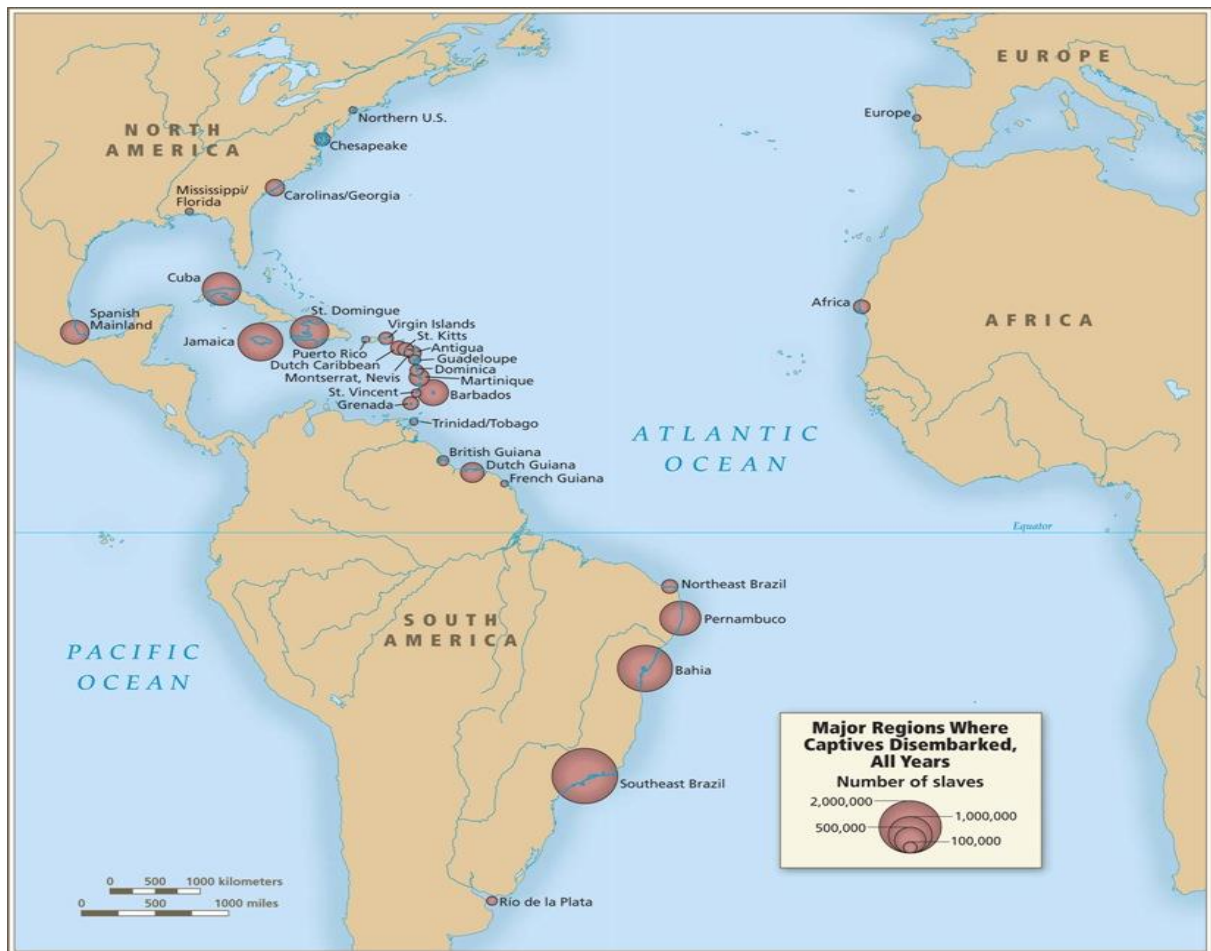 EUROPE
Europe
Northern U.S.
NORTH
AMERICA
Chesapeake
Mississippi/
Florida
Carolinas/Georgia
Cuba
Spanish
Mainland
Jamaica
St. Domingue
Virgin Islands
St. Kitts
Puerto Rico
Antigua
Dutch Caribbean
Guadeloupe
Montserrat, Nevis
Dominica
Martinique
St. Vincent
Barbados
Grenada
Trinidad/Tobago
Africa
AFRICA
ATLANTIC
OCEAN
British Guiana
Dutch Guiana
French Guiana
Equator
Northeast Brazil
SOUTH
AMERICA
Pernambuco
PACIFIC
OCEAN
Bahia
Southeast Brazil
Río de la Plata
Major Regions Where
Captives Disembarked,
All Years
Number of slaves
2,000,000
1,000,000
500,000
100,000
0 500 1000 kilometers
0 500 1000 miles